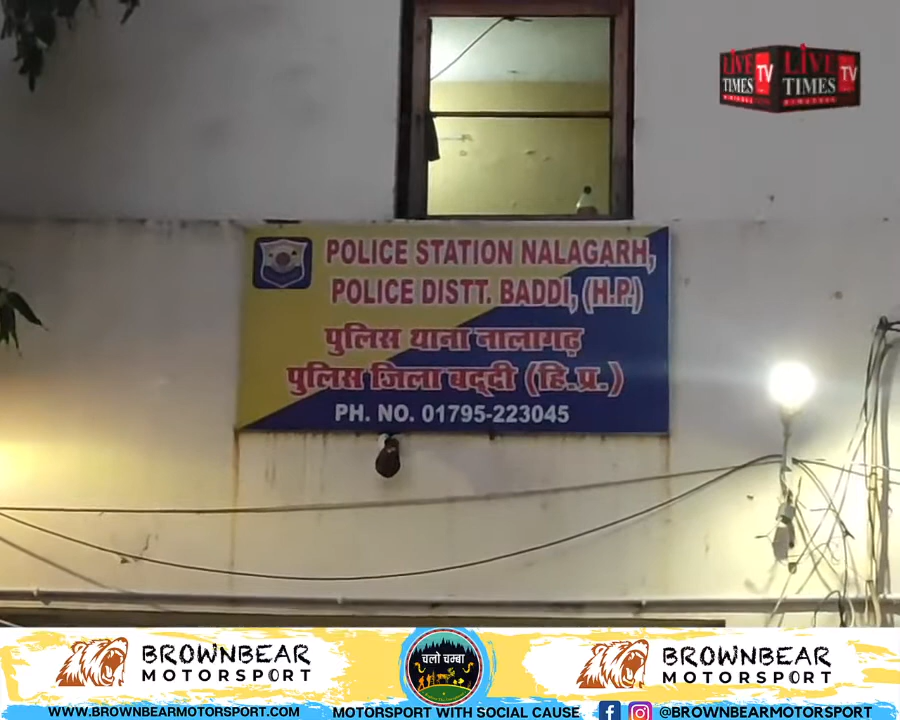 LIVE TIMES TV LIVE TIMES TV
HIMACHAL
POLICE STATION NALAGARH,
POLICE DISTT. BADDI, (H.P.)
पुलिस थाना नालागढ़
पुलिस जिला बद्दी (हि.प्र.)
PH. NO. 01795-223045
BROWNBEAR
MOTORSPORT
चलो चम्बा
BROWNBEAR
MOTORSPORT
WWW.BROWNBEARMOTORSPORT.COM
MOTORSPORT WITH SOCIAL CAUSE
@BROWNBEARMOTORSPORT